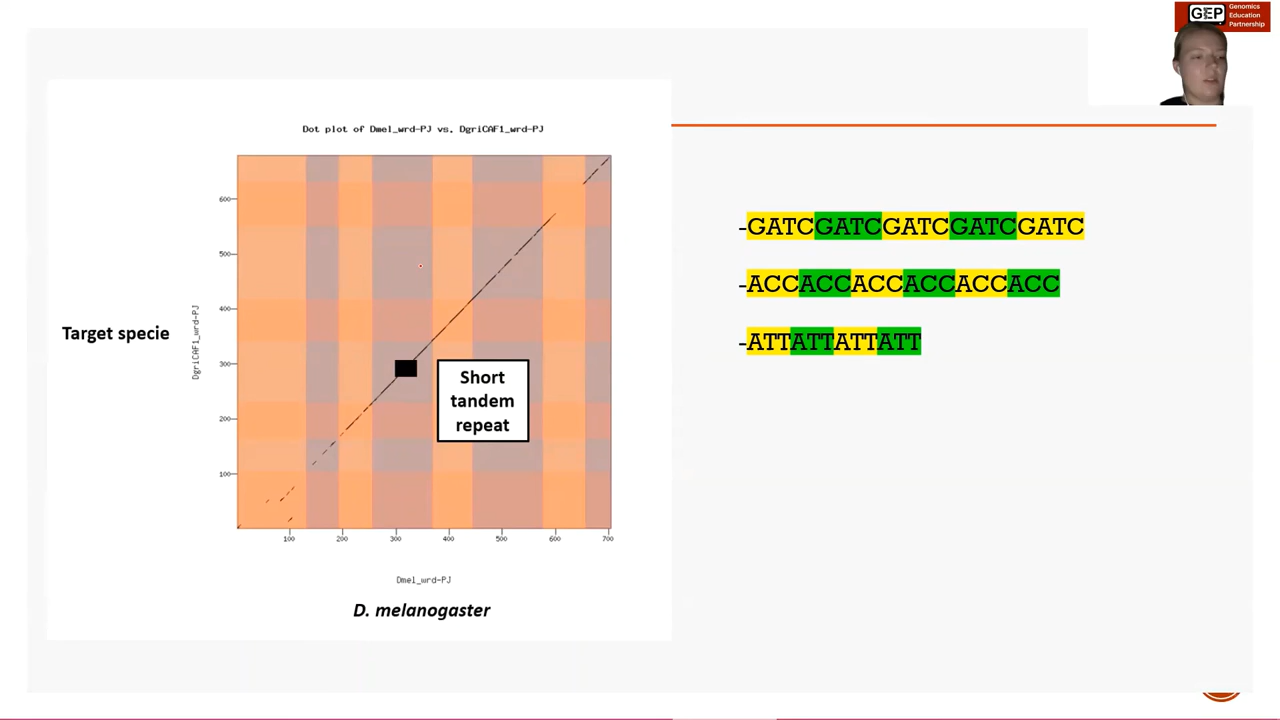 GEP
Genomics
Education
Partnership
Dot plot of Dmel_wrd-PJ vs. DgriCAF1_wrd-PJ
600
500
400
300
200
100
DgriCAF1_wrd-PJ
Target specie
Short
tandem
repeat
100 200 300 400 500 600 700
Dmel_wrd-PJ
D. melanogaster
-GATCGATCGATCGATCGATC
-ACCACCACCACCACCACC
-ATTATTATTATT